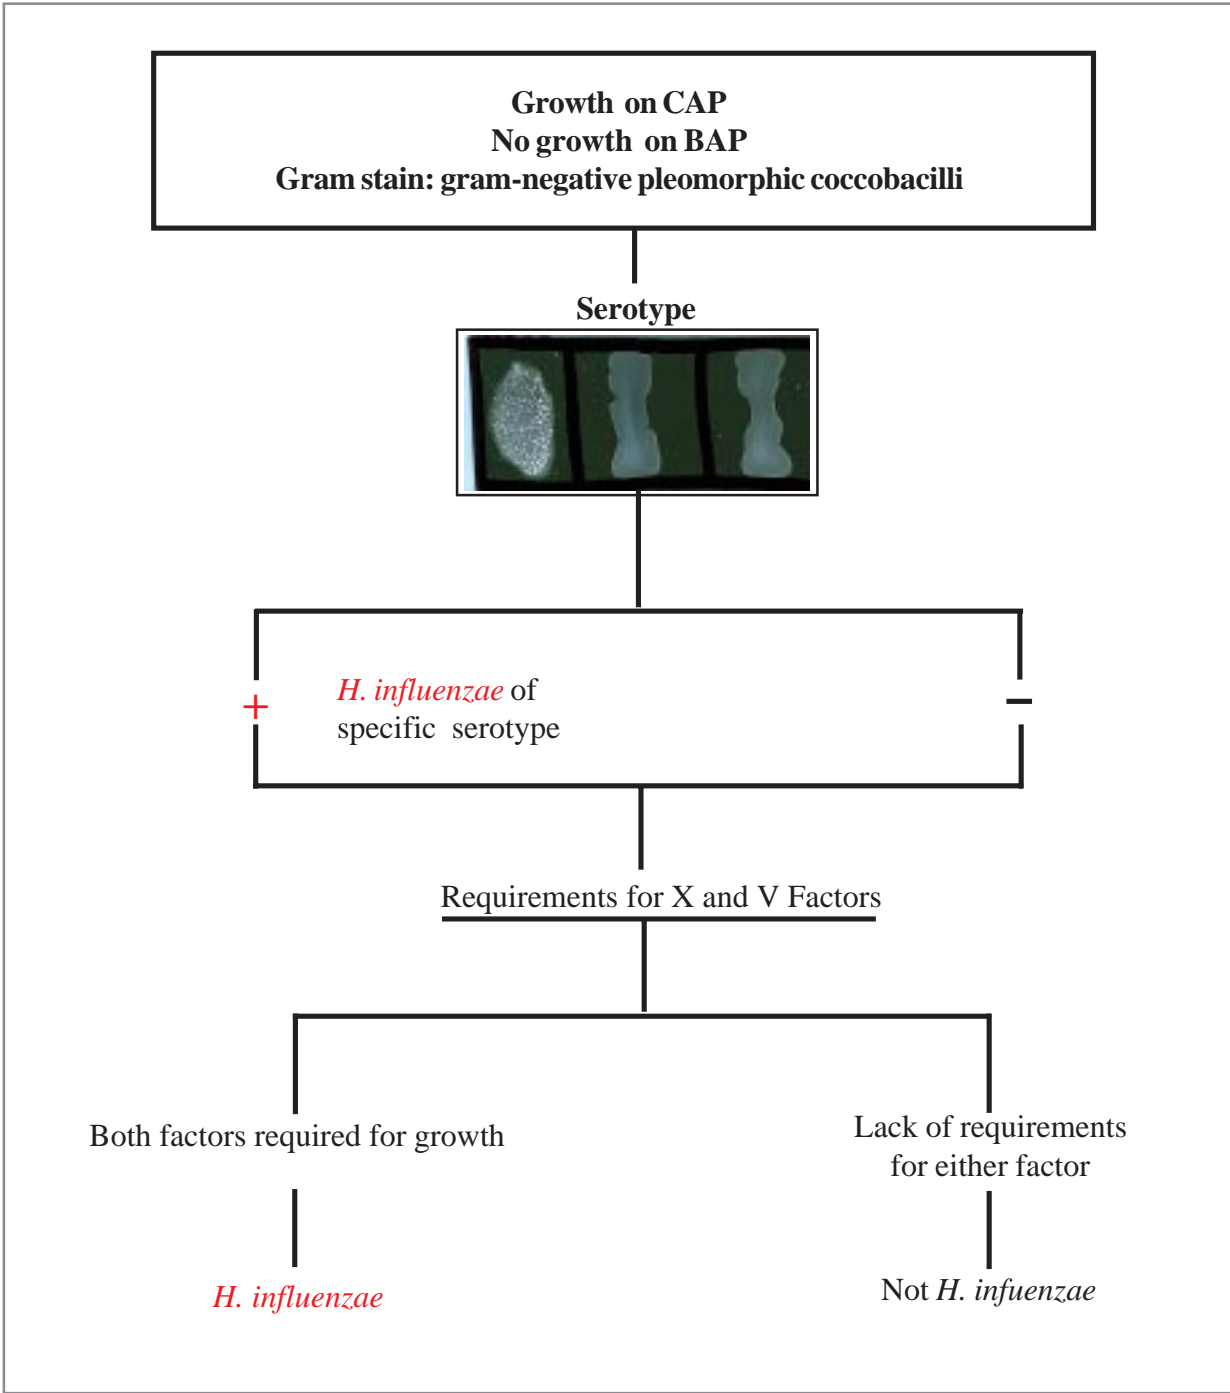 Growth on CAP
No growth on BAP
Gram stain: gram-negative pleomorphic coccobacilli
Serotype
+
H. influenzae of
specific serotype
−
Requirements for X and V Factors
Both factors required for growth
Lack of requirements
for either factor
H. influenzae
Not H. infuenzae